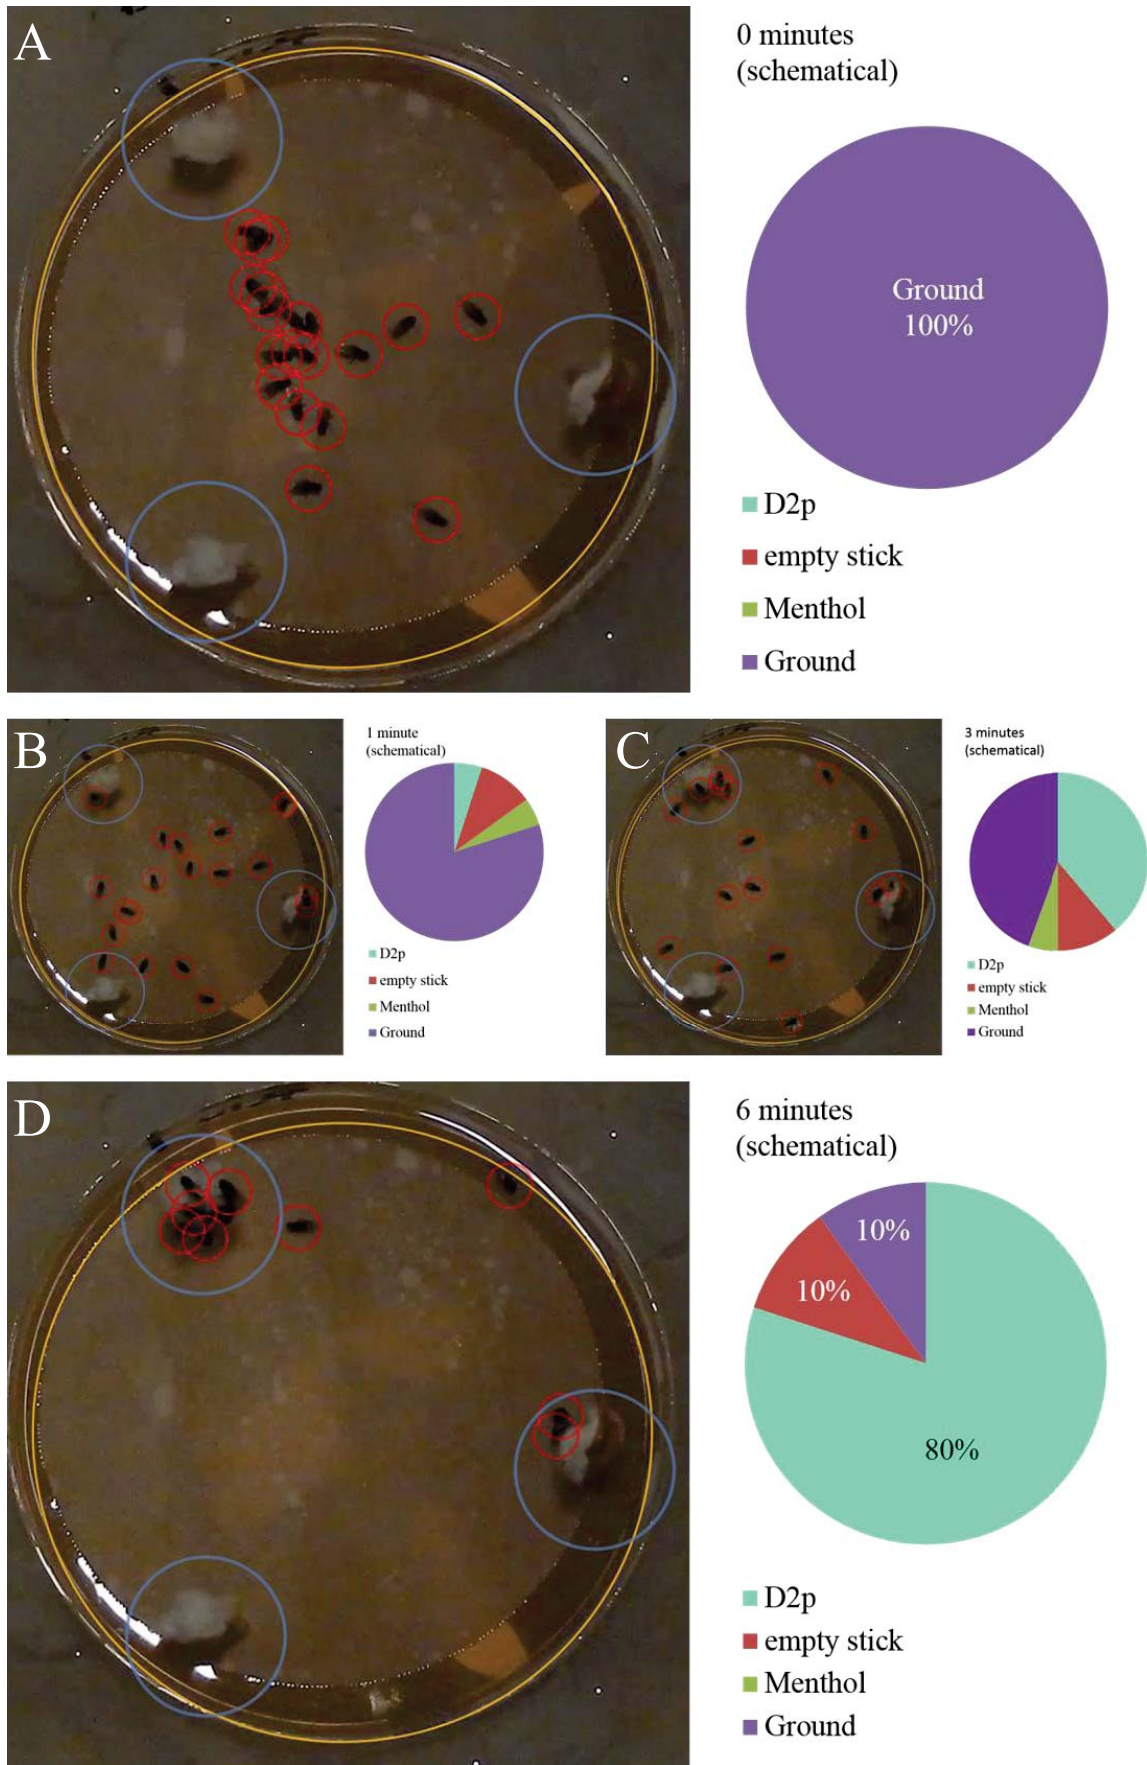 A
0 minutes
(schematical)
Ground
100%
D2p
empty stick
Menthol
Ground
B
1 minute
(schematical)
D2p
empty stick
Menthol
Ground
C
3 minutes
(schematical)
D2p
empty stick
Menthol
Ground
D
6 minutes
(schematical)
10%
10%
80%
D2p
empty stick
Menthol
Ground